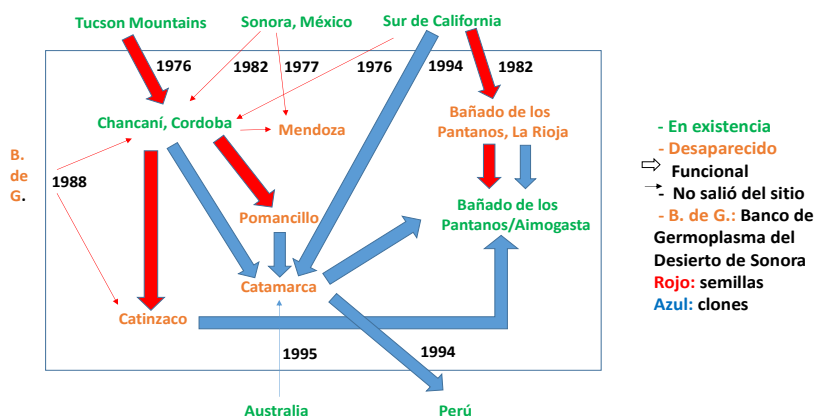 Tucson Mountains
Sonora, México
Sur de California
1976
1982
1977
1976
1994
1982
Chancaní, Cordoba
Mendoza
Bañado de los
Pantanos, La Rioja
B.
de
G.
1988
Pomancillo
Bañado de los
Pantanos/Aimogasta
Catamarca
Catinzaco
1995
1994
Australia
Perú
- En existencia
- Desaparecido
Funcional
- No salió del sitio
- B. de G.: Banco de
Germoplasma del
Desierto de Sonora
Rojo: semillas
Azul: clones